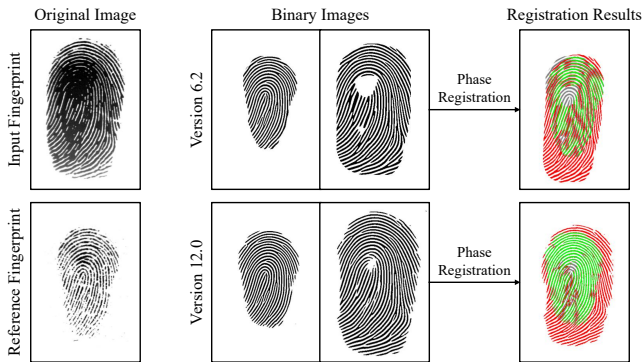 Original Image
Binary Images
Registration Results
Input Fingerprint
Version 6.2
Phase
Registration
Reference Fingerprint
Version 12.0
Phase
Registration